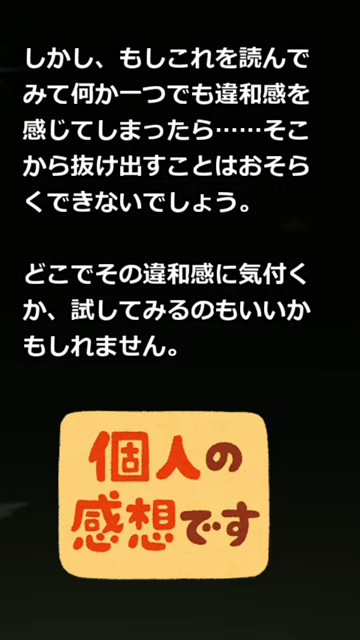 しかし、もしこれを読んで
みて何か一つでも違和感を
感じてしまったら……そこ
から抜け出すことはおそら
くできないでしょう。
どこでその違和感に気付く
か、試してみるのもいいか
もしれません。
個人の
感想です